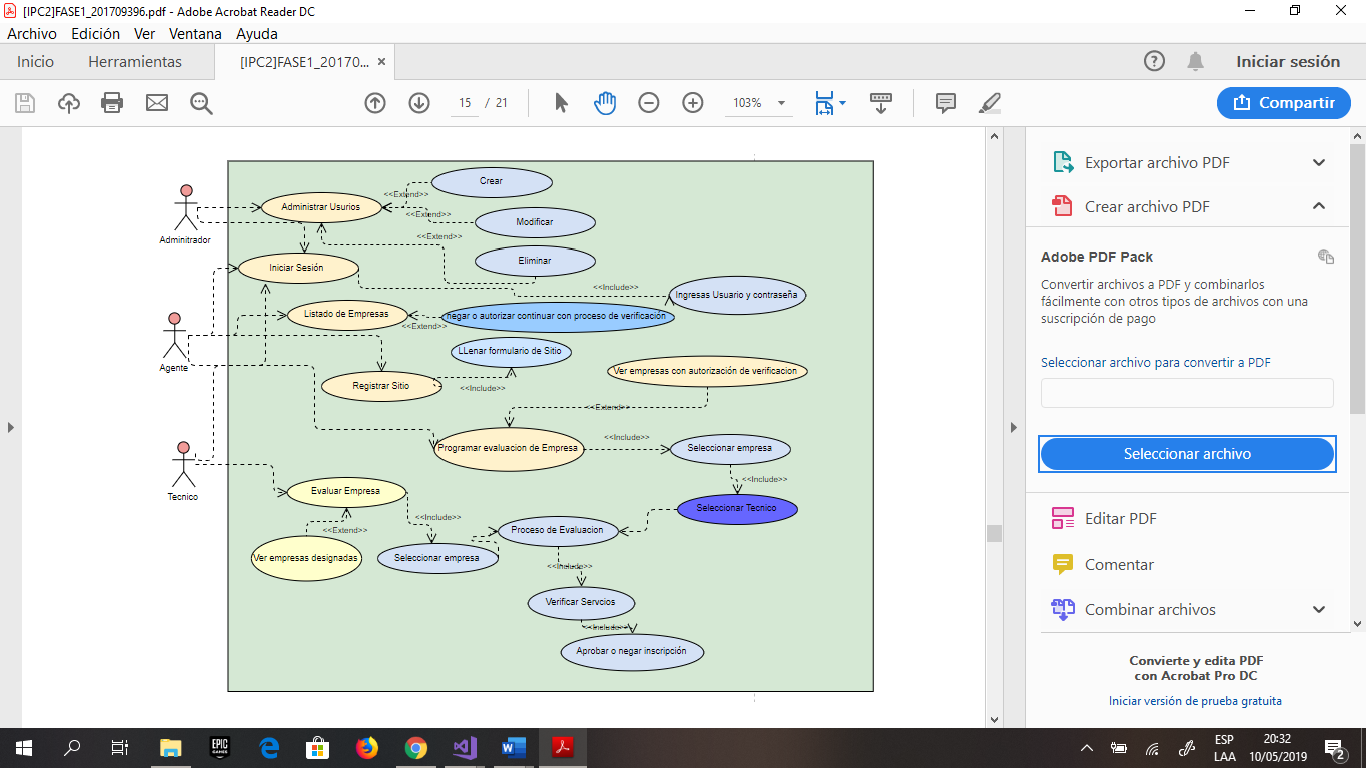 [IPC2]FASE1_201709396.pdf - Adobe Acrobat Reader DC
Archivo Edición Ver Ventana Ayuda
Inicio Herramientas [IPC2]FASE1_20170... × Iniciar sesión
15 / 21 103% Compartir
Crear
<<Extend>>
Administrar Usurios
<<Extend>>
Modificar
Adminitrador
<<Extend>>
Eliminar
Iniciar Sesión
<<Include>>
Ingresas Usuario y contraseña
Listado de Empresas
negar o autorizar continuar con proceso de verificación
<<Extend>>
LLenar formulario de Sitio
Agente
Ver empresas con autorización de verificacion
Registrar Sitio
<<Include>>
<<Extend>>
<<Include>>
Programar evaluacion de Empresa
Seleccionar empresa
<<Include>>
Tecnico
Evaluar Empresa
Seleccionar Tecnico
<<Include>>
<<Extend>>
Proceso de Evaluacion
Ver empresas designadas
Seleccionar empresa
<<Include>>
Verificar Servcios
<<Include>>
Aprobar o negar inscripción
Exportar archivo PDF
Crear archivo PDF
Adobe PDF Pack
Convertir archivos a PDF y combinarlos
fácilmente con otros tipos de archivos con una
suscripción de pago
Seleccionar archivo para convertir a PDF
Seleccionar archivo
Editar PDF
Comentar
Combinar archivos
Convierte y edita PDF
con Acrobat Pro DC
Iniciar versión de prueba gratuita
EPIC
GAMES
ESP
LAA
20:32
10/05/2019
2